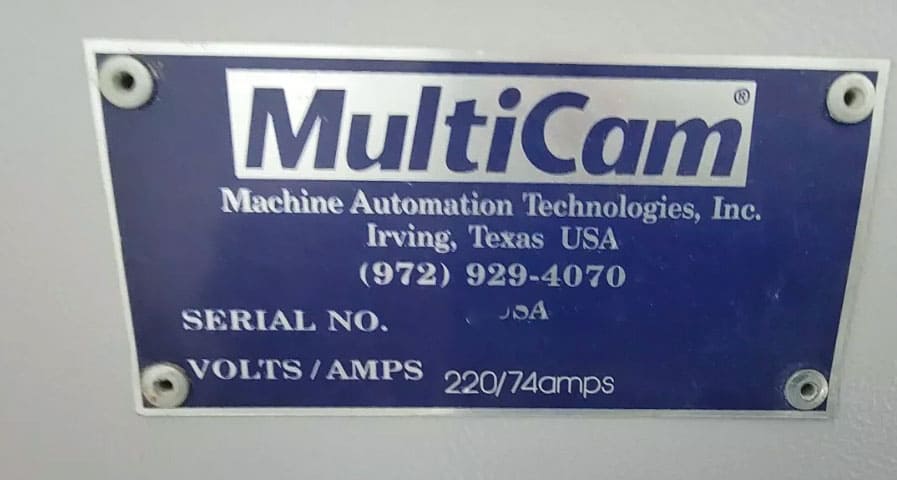 MultiCam®
Machine Automation Technologies, Inc.
Irving, Texas USA
(972) 929-4070
SERIAL NO.
VOLTS/AMPS 220/74amps